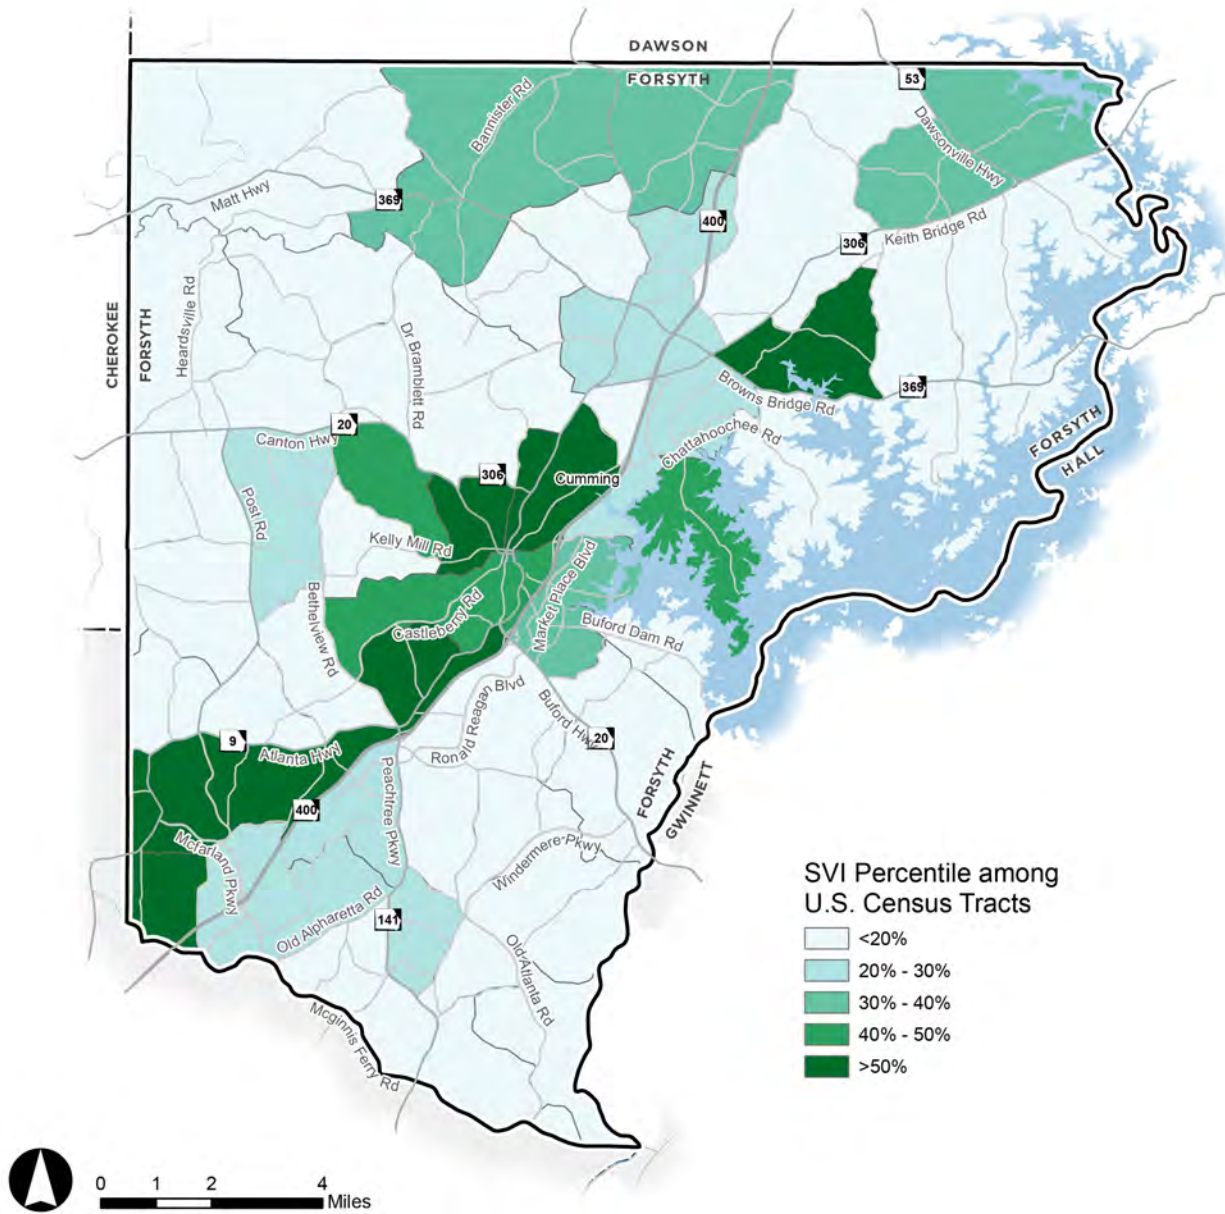 DAWSON
FORSYTH
53
Bannister Rd
Dawsonville Hwy
Matt Hwy
369
400
306
Keith Bridge Rd
CHEROKEE
FORSYTH
Heardsville Rd
Dr Bramblett Rd
Browns Bridge Rd
369
20
Canton Hwy
Chattahoochee Rd
FORSYTH
HALL
306
Cumming
Post Rd
Kelly Mill Rd
Market Place Blvd
Bethelview Rd
Castleberry Rd
Buford Dam Rd
Ronald Reagan Blvd
Buford Hwy
20
9
Atlanta Hwy
Peachtree Pkwy
FORSYTH
GWINNETT
400
Mcfarland Pkwy
Windermere Pkwy
Old Alpharetta Rd
141
Old Atlanta Rd
Mcginnis Ferry Rd
SVI Percentile among
U.S. Census Tracts
<20%
20% - 30%
30% - 40%
40% - 50%
>50%
0 1 2 4
Miles